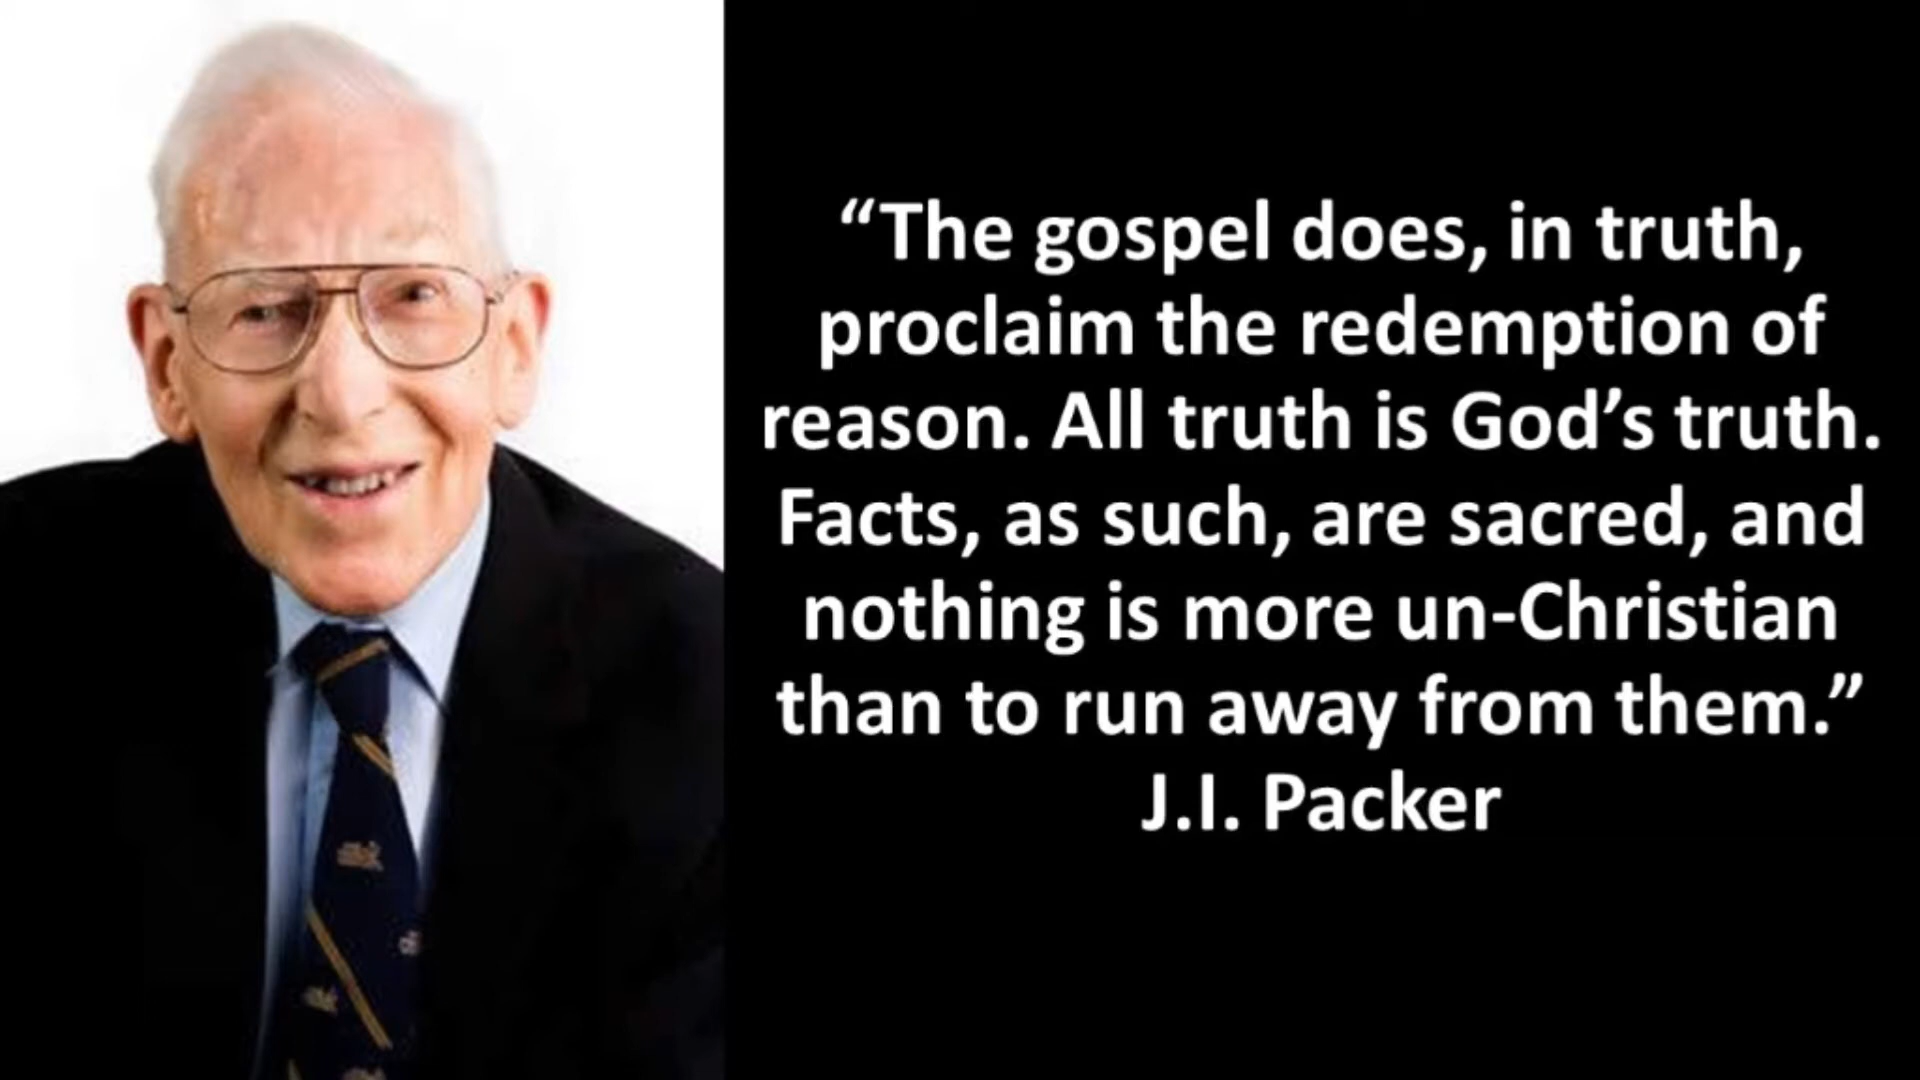 “The gospel does, in truth,
proclaim the redemption of
reason. All truth is God’s truth.
Facts, as such, are sacred, and
nothing is more un-Christian
than to run away from them.”
J.I. Packer